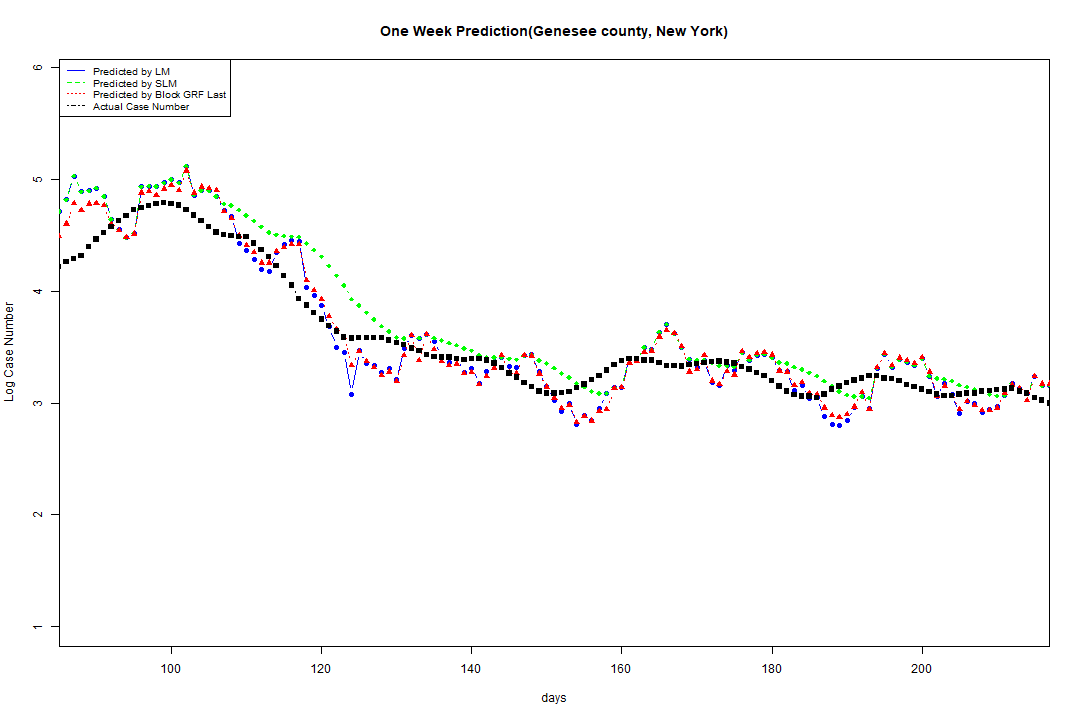 One Week Prediction(Genesee county, New York)
Predicted by LM
Predicted by SLM
Predicted by Block GRF Last
Actual Case Number
6
5
4
3
2
1
Log Case Number
100 120 140 160 180 200
days